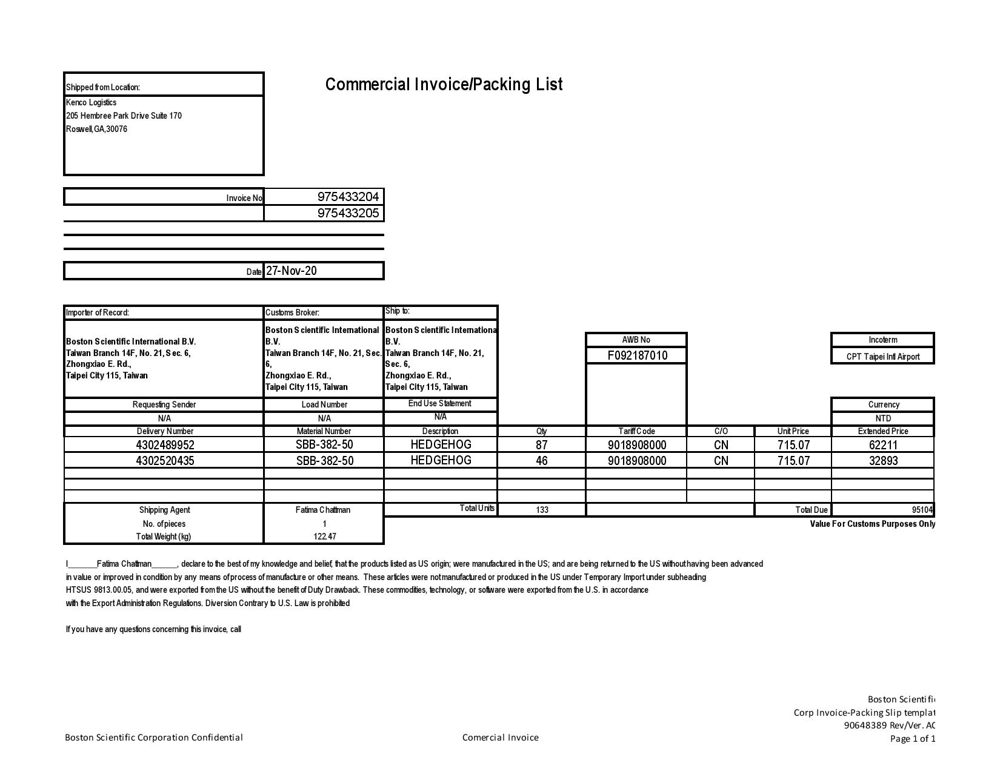 Commercial Invoice/Packing List
Shipped from Location:
Kenco Logistics
205 Hembree Park Drive Suite 170
Roswell,GA,30076
Invoice No 975433204
975433205
Date 27-Nov-20
Importer of Record:
Boston Scientific International B.V.
Taiwan Branch 14F, No. 21, Sec. 6,
Zhongxiao E. Rd.,
Taipei City 115, Taiwan
Customs Broker:
Boston Scientific International
B.V.
Taiwan Branch 14F, No. 21, Sec.
6,
Zhongxiao E. Rd.,
Taipei City 115, Taiwan
Ship to:
Boston Scientific Internationa
B.V.
Taiwan Branch 14F, No. 21,
Sec. 6,
Zhongxiao E. Rd.,
Taipei City 115, Taiwan
AWB No
F092187010
Incoterm
CPT Taipei Intl Airport
Requesting Sender Load Number End Use Statement Currency
N/A N/A N/A NTD
Delivery Number Material Number Description Qty Tariff Code C/O Unit Price Extended Price
4302489952 SBB-382-50 HEDGEHOG 87 9018908000 CN 715.07 62211
4302520435 SBB-382-50 HEDGEHOG 46 9018908000 CN 715.07 32893
Shipping Agent Fatima Chattman Total Units 133 Total Due 95104
No. of pieces 1 Value For Customs Purposes Only
Total Weight (kg) 122.47
I_______Fatima Chattman______, declare to the best of my knowledge and belief, that the products listed as US origin; were manufactured in the US; and are being returned to the US without having been advanced
in value or improved in condition by any means of process of manufacture or other means. These articles were not manufactured or produced in the US under Temporary Import under subheading
HTSUS 9813.00.05, and were exported from the US without the benefit of Duty Drawback. These commodities, technology, or software were exported from the U.S. in accordance
with the Export Administration Regulations. Diversion Contrary to U.S. Law is prohibited
If you have any questions concerning this invoice, call
Boston Scientific
Corp Invoice-Packing Slip templat
90648389 Rev/Ver. AC
Boston Scientific Corporation Confidential Comercial Invoice Page 1 of 1